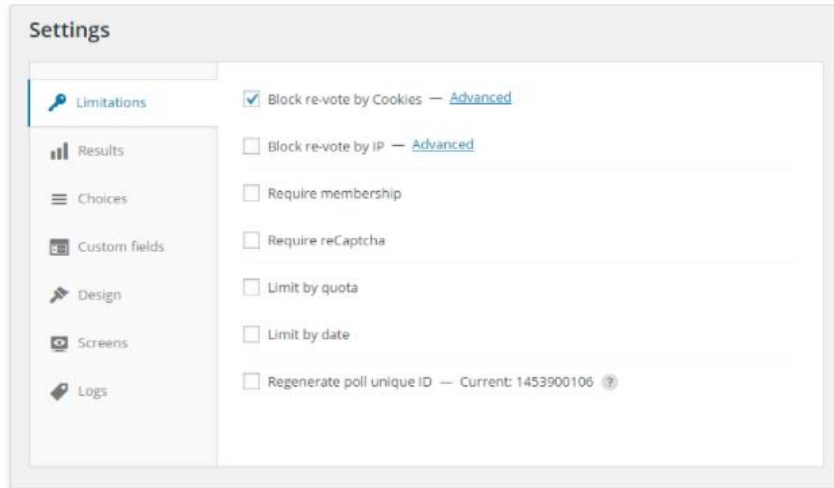 Settings
Limitations
Results
Choices
Custom fields
Design
Screens
Logs
Block re-vote by Cookies — Advanced
Block re-vote by IP — Advanced
Require membership
Require reCaptcha
Limit by quota
Limit by date
Regenerate poll unique ID — Current: 1453900106 ?